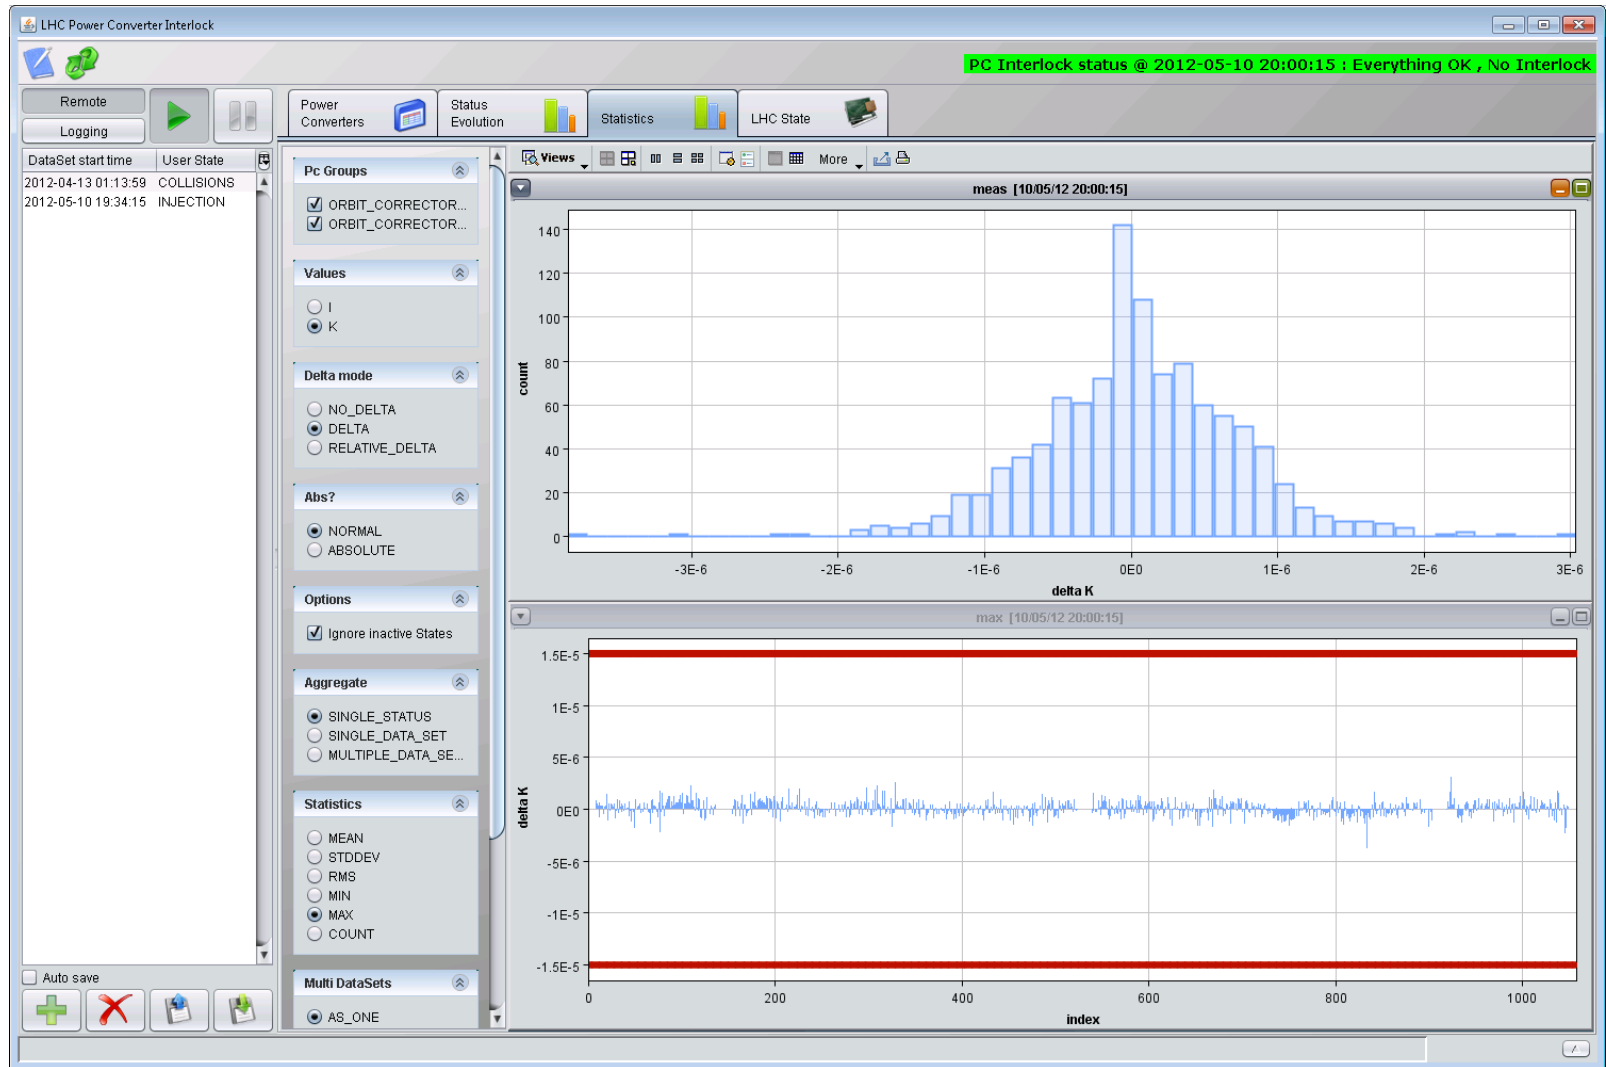 LHC Power Converter Interlock
PC Interlock status @ 2012-05-10 20:00:15 : Everything OK , No Interlock
Remote
Logging
Power Converters
Status Evolution
Statistics
LHC State
DataSet start time User State
2012-04-13 01:13:59 COLLISIONS
2012-05-10 19:34:15 INJECTION
Auto save
Pc Groups
ORBIT_CORRECTOR...
ORBIT_CORRECTOR...
Values
I
K
Delta mode
NO_DELTA
DELTA
RELATIVE_DELTA
Abs?
NORMAL
ABSOLUTE
Options
Ignore inactive States
Aggregate
SINGLE_STATUS
SINGLE_DATA_SET
MULTIPLE_DATA_SE...
Statistics
MEAN
STDDEV
RMS
MIN
MAX
COUNT
Multi DataSets
AS_ONE
Views
More
meas [10/05/12 20:00:15]
count
140
120
100
80
60
40
20
0
-3E-6 -2E-6 -1E-6 0E0 1E-6 2E-6 3E-6
delta K
max [10/05/12 20:00:15]
delta K
1.5E-5
1E-5
5E-6
0E0
-5E-6
-1E-5
-1.5E-5
0 200 400 600 800 1000
index